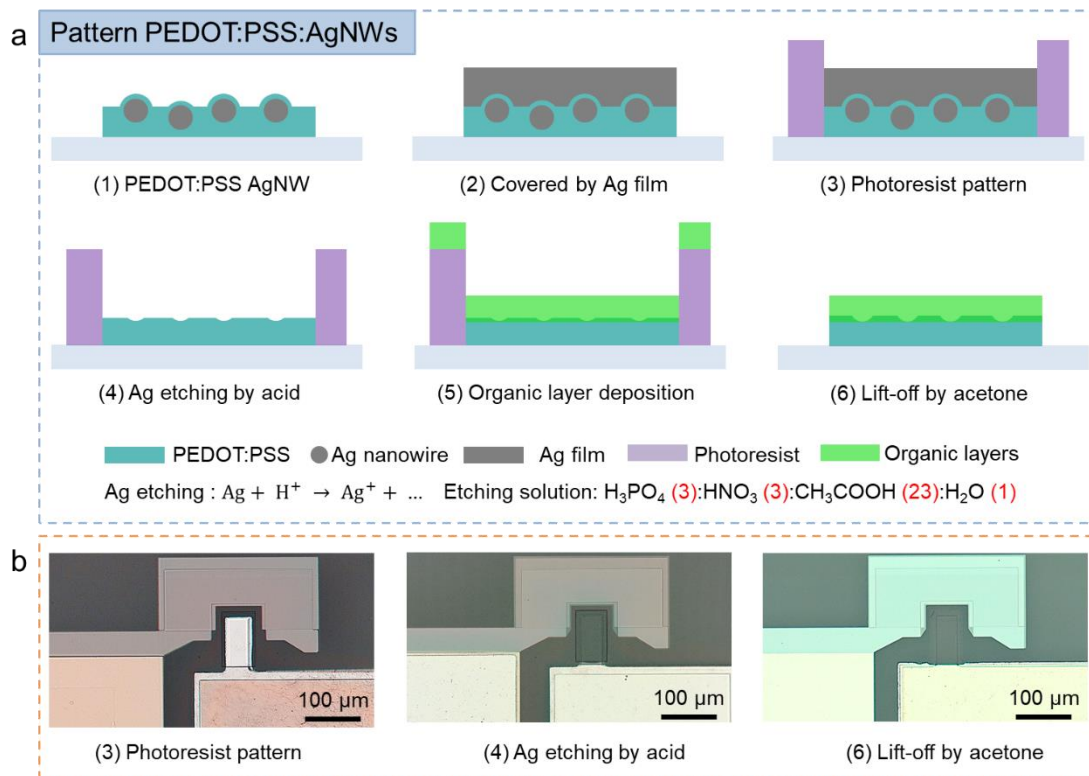 a
Pattern PEDOT:PSS:AgNWs
(1) PEDOT:PSS AgNW
(2) Covered by Ag film
(3) Photoresist pattern
(4) Ag etching by acid
(5) Organic layer deposition
(6) Lift-off by acetone
PEDOT:PSS
Ag nanowire
Ag film
Photoresist
Organic layers
Ag etching : Ag + H⁺ → Ag⁺ + ...
Etching solution: H₃PO₄ (3):HNO₃ (3):CH₃COOH (23):H₂O (1)
b
100 µm
100 µm
100 µm
(3) Photoresist pattern
(4) Ag etching by acid
(6) Lift-off by acetone